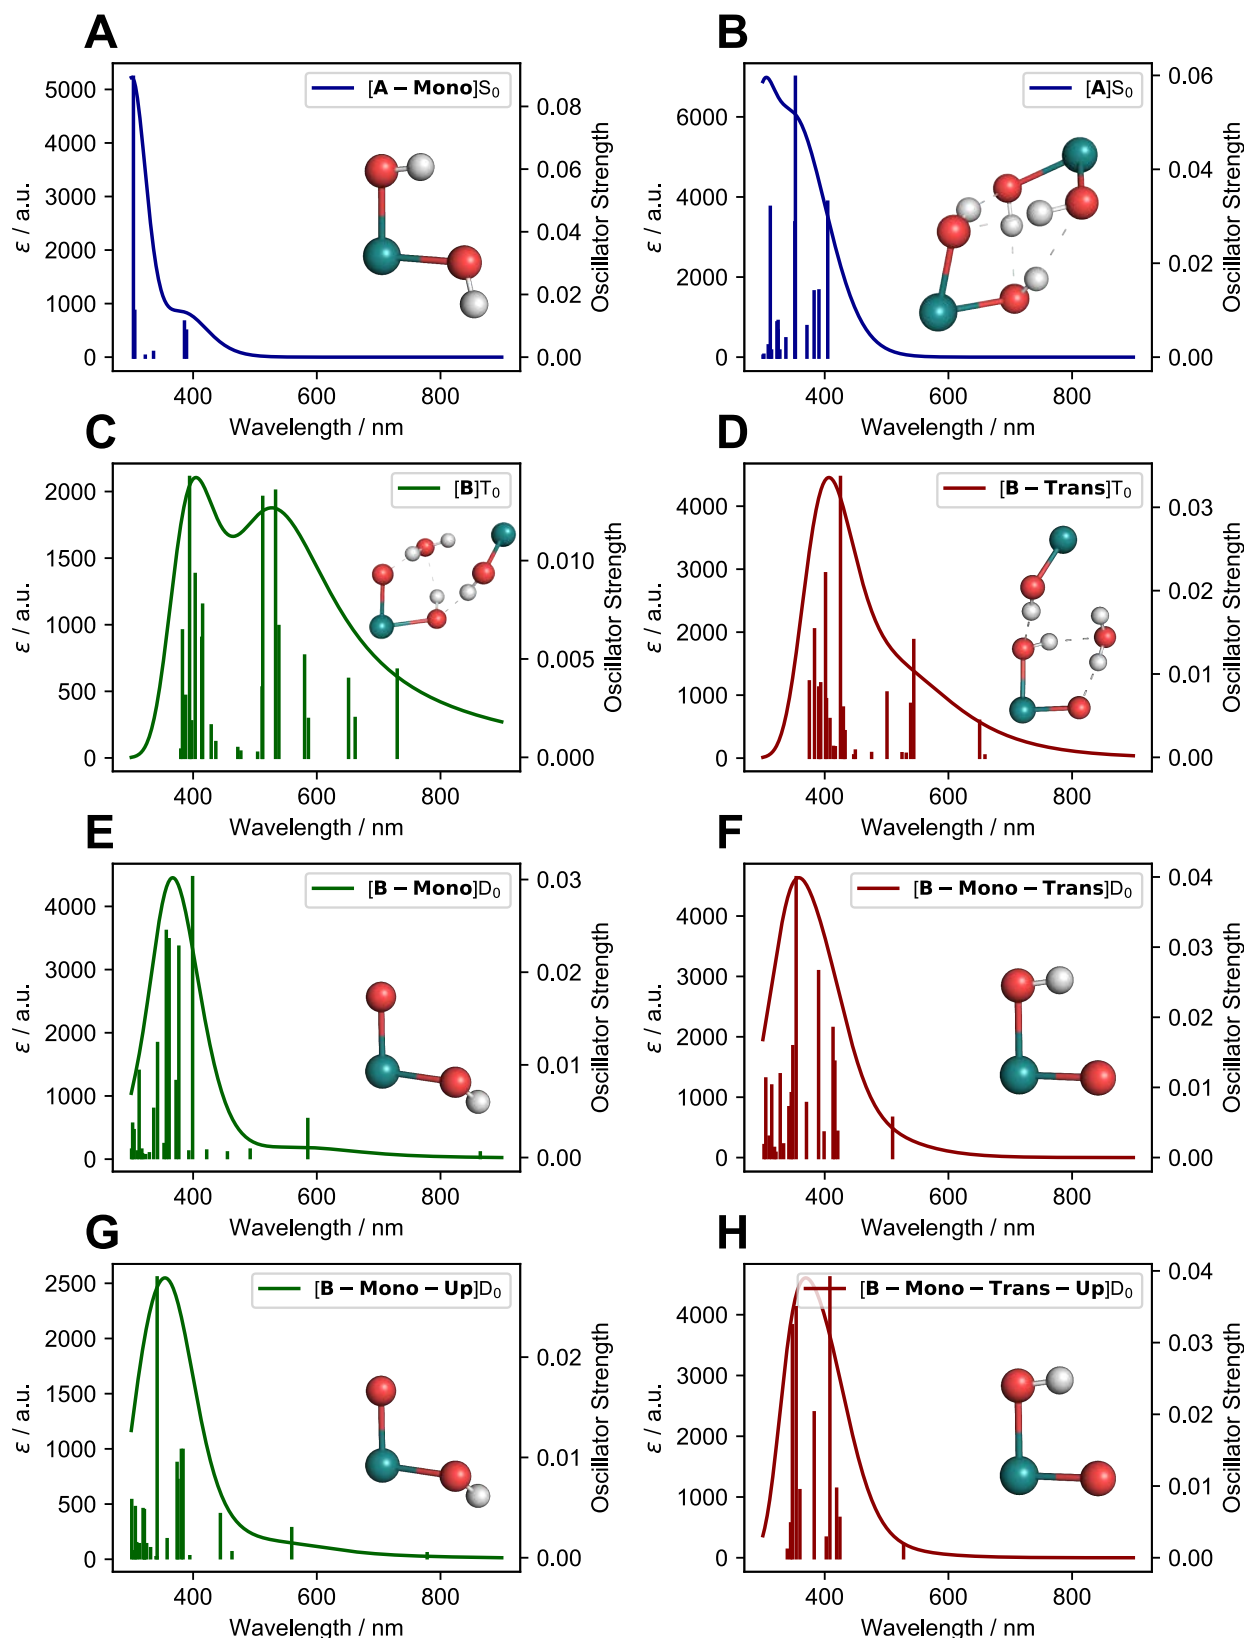 A
[A − Mono]S0
5000
4000
3000
2000
1000
0
ε / a.u.
0.08
0.06
0.04
0.02
0.00
Oscillator Strength
400 600 800
Wavelength / nm
B
[A]S0
6000
4000
2000
0
ε / a.u.
0.06
0.04
0.02
0.00
Oscillator Strength
400 600 800
Wavelength / nm
C
[B]T0
2000
1500
1000
500
0
ε / a.u.
0.010
0.005
0.000
Oscillator Strength
400 600 800
Wavelength / nm
D
[B − Trans]T0
4000
3000
2000
1000
0
ε / a.u.
0.03
0.02
0.01
0.00
Oscillator Strength
400 600 800
Wavelength / nm
E
[B − Mono]D0
4000
3000
2000
1000
0
ε / a.u.
0.03
0.02
0.01
0.00
Oscillator Strength
400 600 800
Wavelength / nm
F
[B − Mono − Trans]D0
4000
3000
2000
1000
0
ε / a.u.
0.04
0.03
0.02
0.01
0.00
Oscillator Strength
400 600 800
Wavelength / nm
G
[B − Mono − Up]D0
2500
2000
1500
1000
500
0
ε / a.u.
0.02
0.01
0.00
Oscillator Strength
400 600 800
Wavelength / nm
H
[B − Mono − Trans − Up]D0
4000
3000
2000
1000
0
ε / a.u.
0.04
0.03
0.02
0.01
0.00
Oscillator Strength
400 600 800
Wavelength / nm